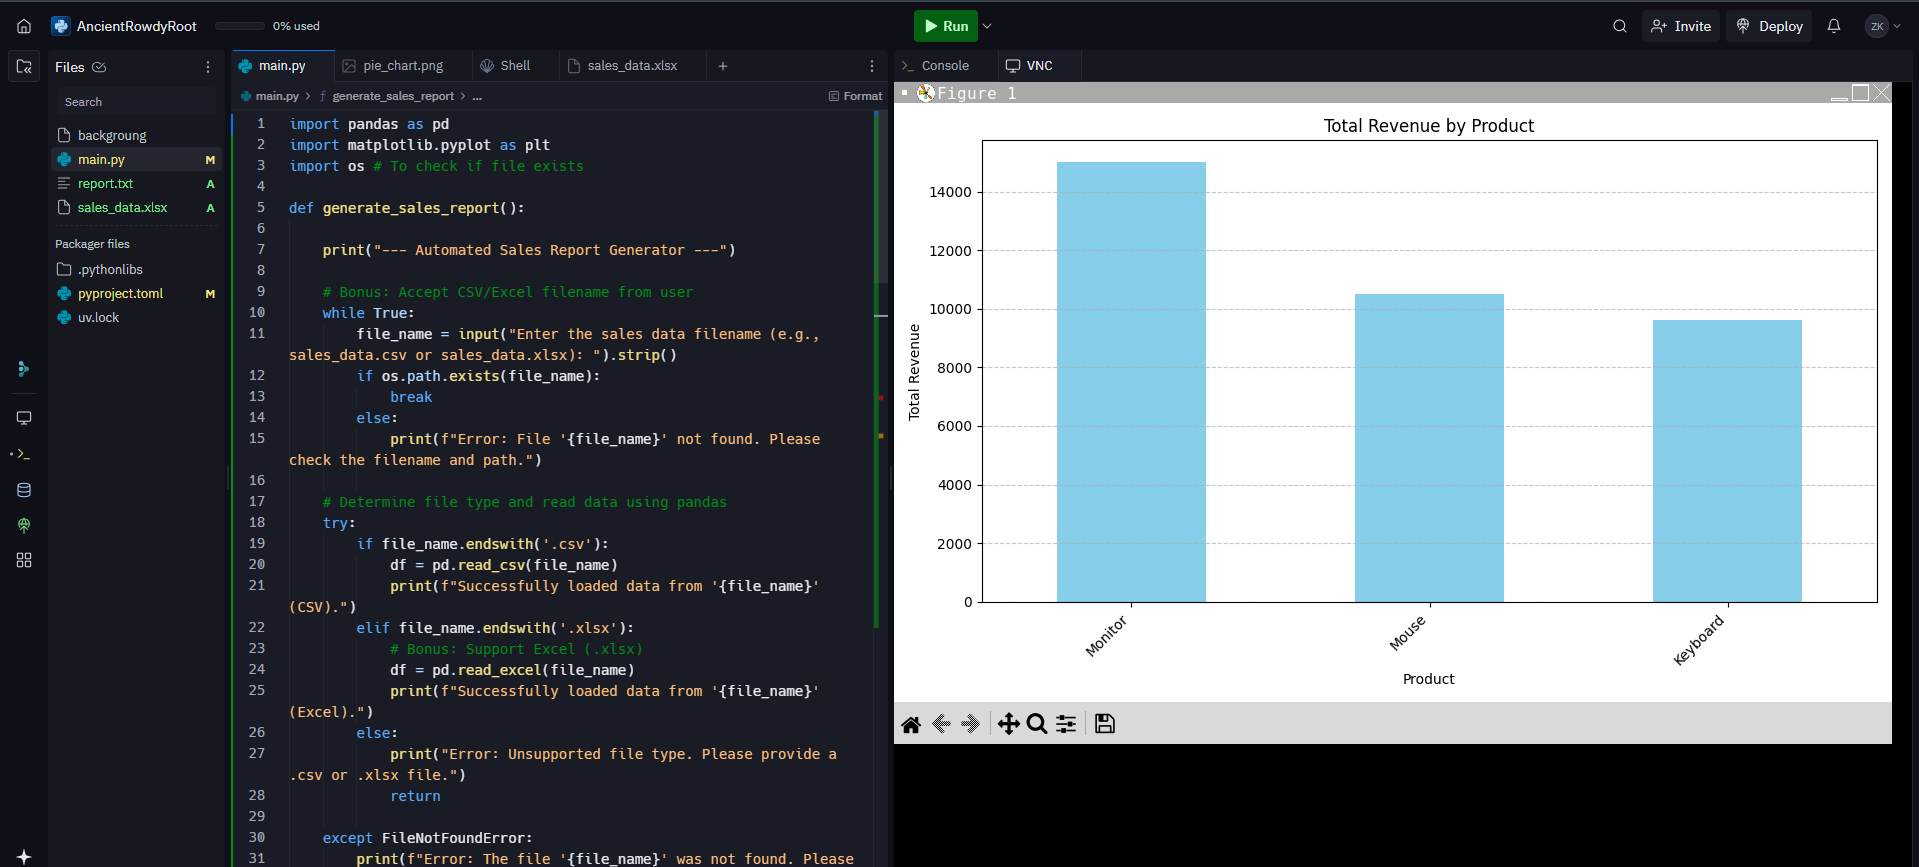 AncientRowdyRoot
0% used
Run
Invite
Deploy
ZK
Files
Search
backgroung
main.py M
report.txt A
sales_data.xlsx A
Packager files
.pythonlibs
pyproject.toml M
uv.lock
main.py
pie_chart.png
Shell
sales_data.xlsx
main.py > generate_sales_report > ...
Format
1 import pandas as pd
2 import matplotlib.pyplot as plt
3 import os # To check if file exists
4
5 def generate_sales_report():
6
7 print("--- Automated Sales Report Generator ---")
8
9 # Bonus: Accept CSV/Excel filename from user
10 while True:
11 file_name = input("Enter the sales data filename (e.g.,
sales_data.csv or sales_data.xlsx): ").strip()
12 if os.path.exists(file_name):
13 break
14 else:
15 print(f"Error: File '{file_name}' not found. Please
check the filename and path.")
16
17 # Determine file type and read data using pandas
18 try:
19 if file_name.endswith('.csv'):
20 df = pd.read_csv(file_name)
21 print(f"Successfully loaded data from '{file_name}'
(CSV).")
22 elif file_name.endswith('.xlsx'):
23 # Bonus: Support Excel (.xlsx)
24 df = pd.read_excel(file_name)
25 print(f"Successfully loaded data from '{file_name}'
(Excel).")
26 else:
27 print("Error: Unsupported file type. Please provide a
.csv or .xlsx file.")
28 return
29
30 except FileNotFoundError:
31 print(f"Error: The file '{file_name}' was not found. Please
Console
VNC
Figure 1
Total Revenue by Product
14000
12000
10000
8000
6000
4000
2000
0
Total Revenue
Monitor
Mouse
Keyboard
Product